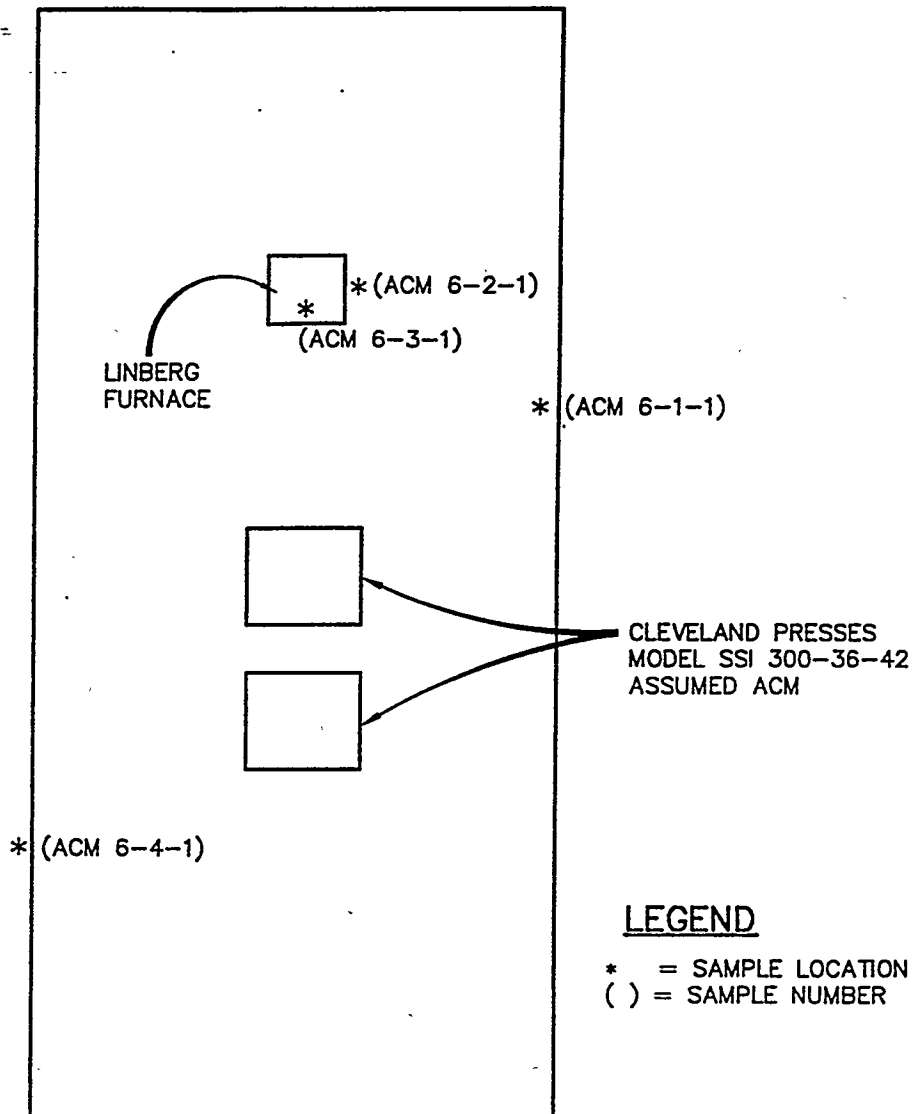 *(ACM 6-2-1)
*
(ACM 6-3-1)
LINBERG
FURNACE
* (ACM 6-1-1)
CLEVELAND PRESSES
MODEL SSI 300-36-42
ASSUMED ACM
* (ACM 6-4-1)
LEGEND
* = SAMPLE LOCATION
( ) = SAMPLE NUMBER